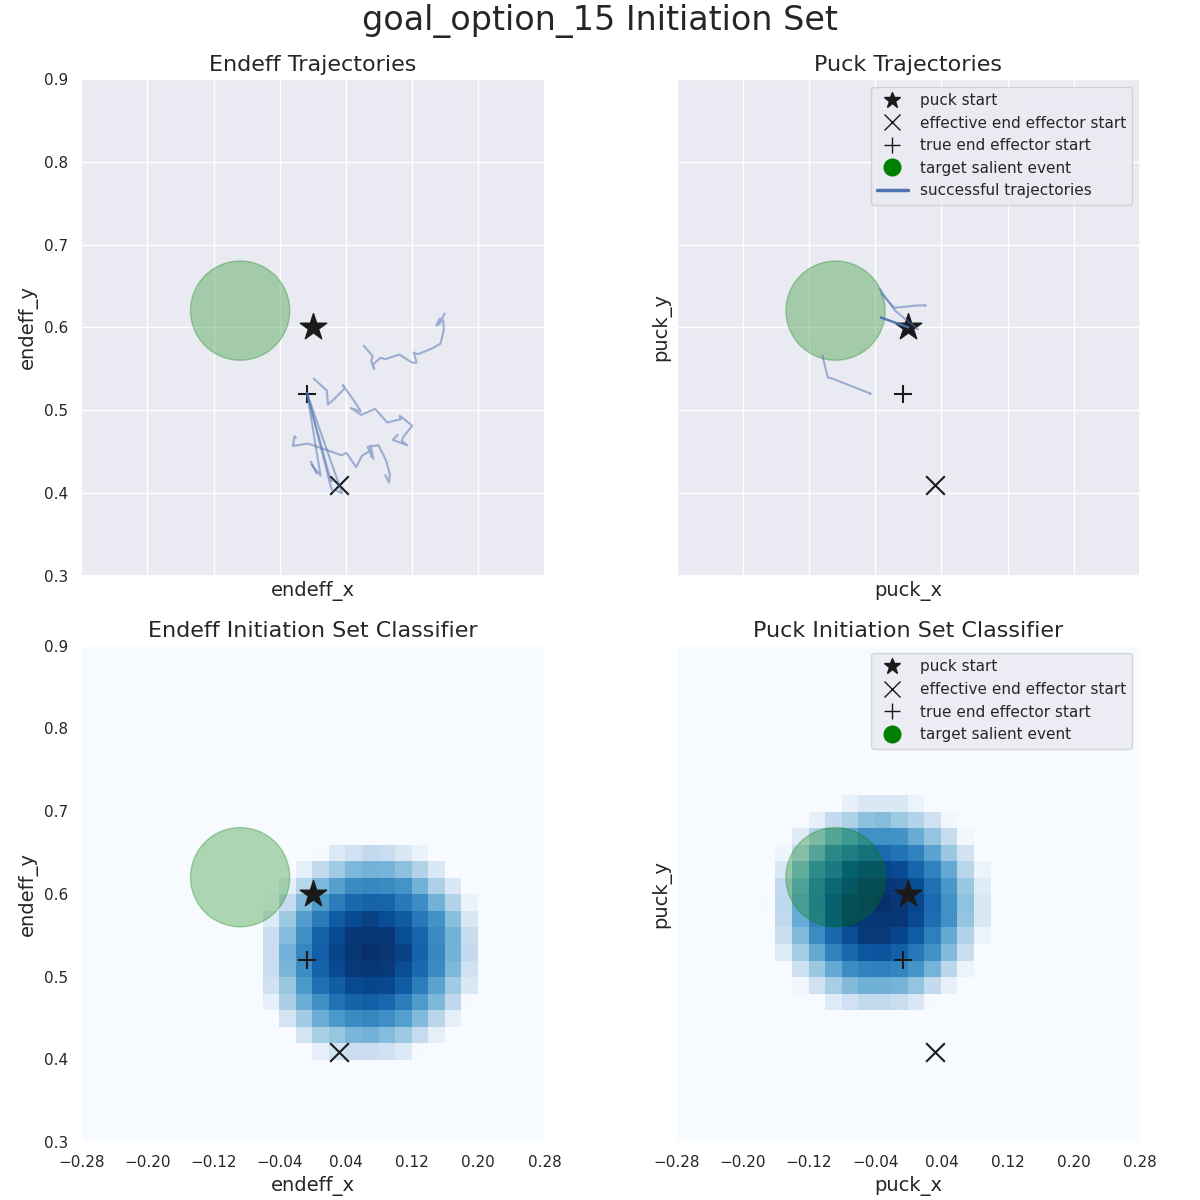 goal_option_15 Initiation Set
Endeff Trajectories
0.9
0.8
0.7
0.6
0.5
0.4
0.3
endeff_y
endeff_x
Puck Trajectories
puck start
effective end effector start
true end effector start
target salient event
successful trajectories
puck_y
puck_x
Endeff Initiation Set Classifier
0.9
0.8
0.7
0.6
0.5
0.4
0.3
endeff_y
−0.28 −0.20 −0.12 −0.04 0.04 0.12 0.20 0.28
endeff_x
Puck Initiation Set Classifier
puck start
effective end effector start
true end effector start
target salient event
puck_y
−0.28 −0.20 −0.12 −0.04 0.04 0.12 0.20 0.28
puck_x